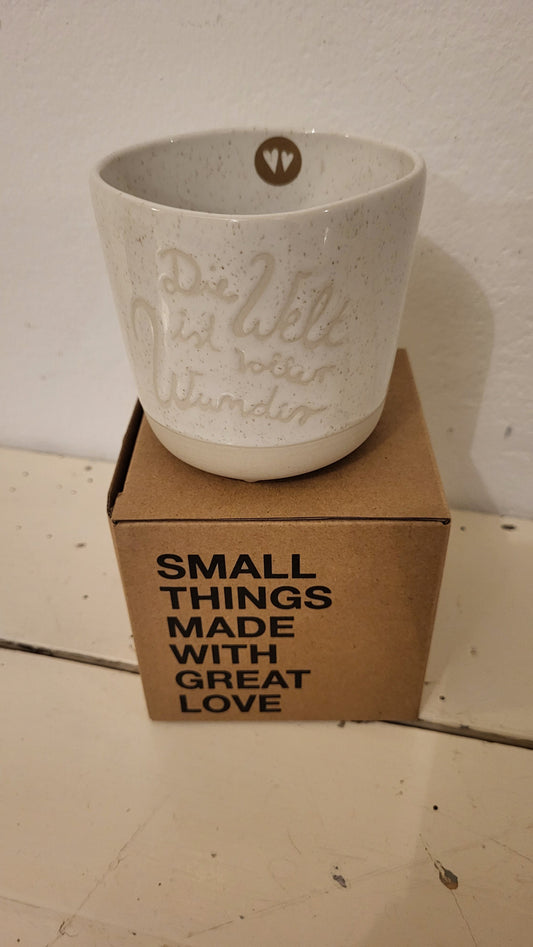 Die Welt
ist voller
Wunder
SMALL
THINGS
MADE
WITH
GREAT
LOVE